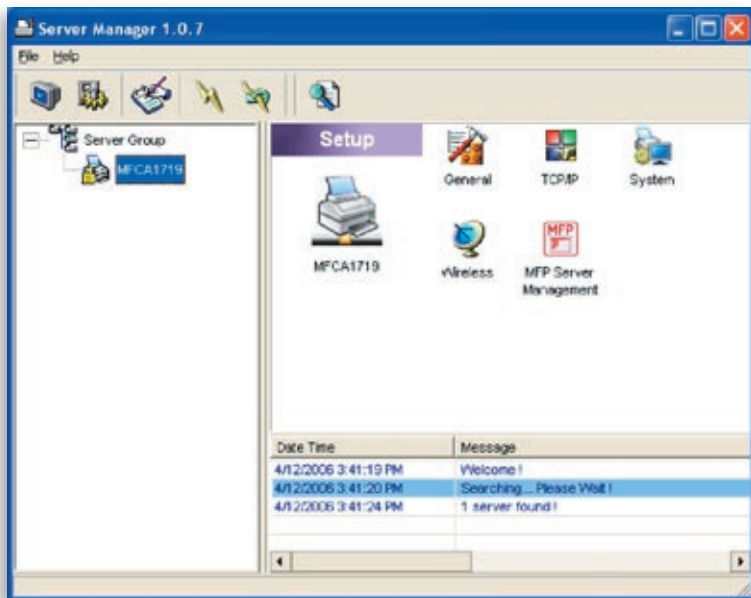 Server Manager 1.0.7
File Help
Server Group
MFCA1719
Setup
MFCA1719
General
TCP/IP
System
Wireless
MFP
MFP Server
Management
Date Time Message
4/12/2006 3:41:19 PM Welcome !
4/12/2006 3:41:20 PM Searching... Please Wait !
4/12/2006 3:41:24 PM 1 server found !